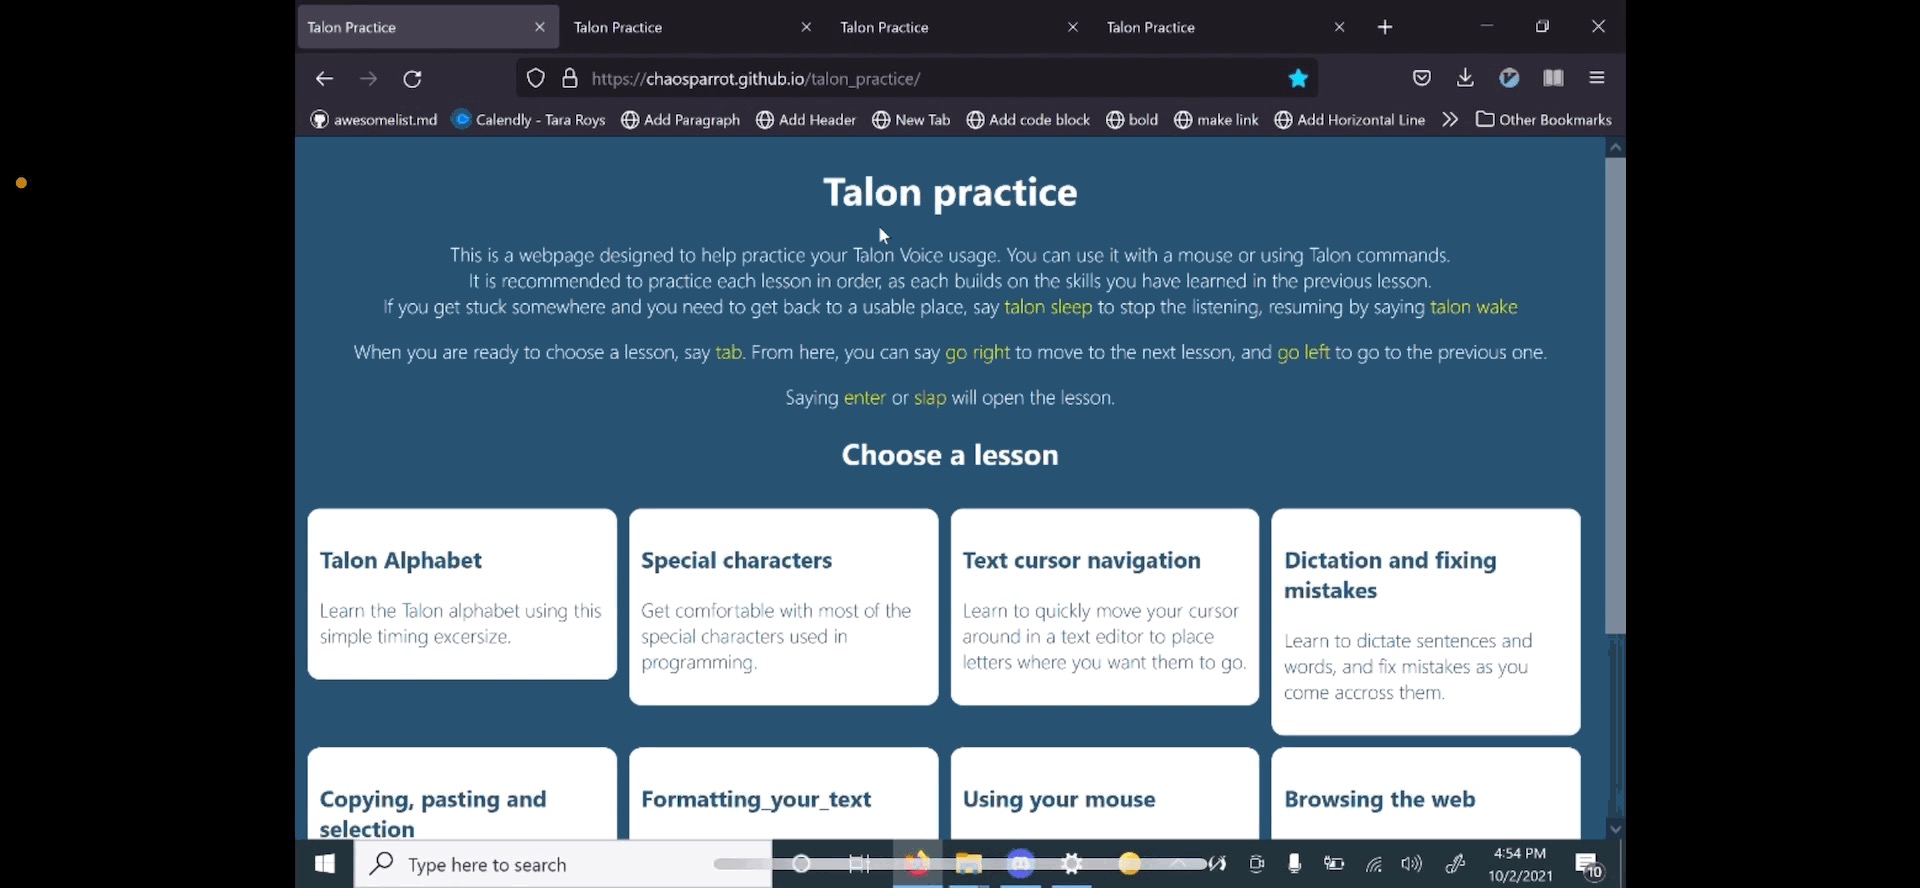 Talon Practice
Talon Practice
Talon Practice
Talon Practice
https://chaosparrot.github.io/talon_practice/
awesomelist.md
Calendly - Tara Roys
Add Paragraph
Add Header
New Tab
Add code block
bold
make link
Add Horizontal Line
Other Bookmarks
Talon practice
This is a webpage designed to help practice your Talon Voice usage. You can use it with a mouse or using Talon commands.
It is recommended to practice each lesson in order, as each builds on the skills you have learned in the previous lesson.
If you get stuck somewhere and you need to get back to a usable place, say talon sleep to stop the listening, resuming by saying talon wake
When you are ready to choose a lesson, say tab. From here, you can say go right to move to the next lesson, and go left to go to the previous one.
Saying enter or slap will open the lesson.
Choose a lesson
Talon Alphabet
Learn the Talon alphabet using this
simple timing excersize.
Special characters
Get comfortable with most of the
special characters used in
programming.
Text cursor navigation
Learn to quickly move your cursor
around in a text editor to place
letters where you want them to go.
Dictation and fixing
mistakes
Learn to dictate sentences and
words, and fix mistakes as you
come accross them.
Copying, pasting and
selection
Formatting_your_text
Using your mouse
Browsing the web
Type here to search
4:54 PM
10/2/2021
10